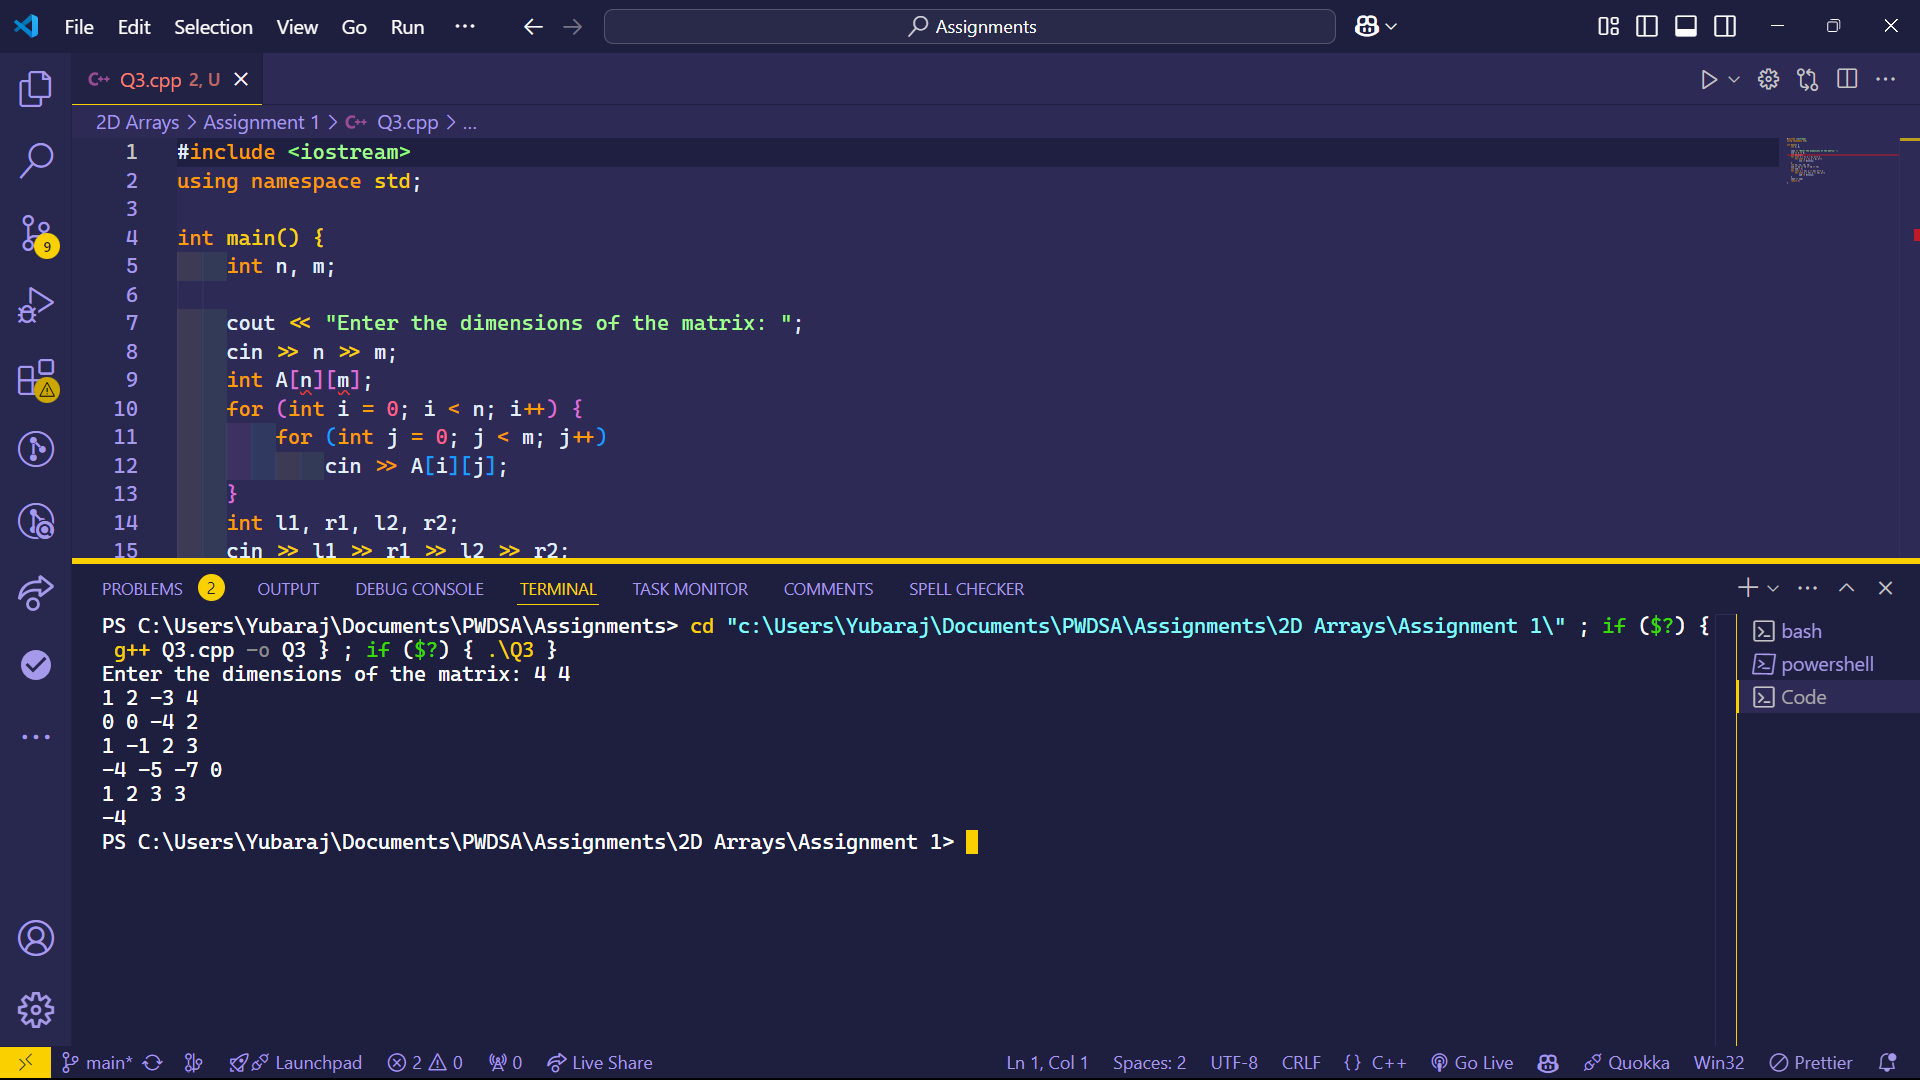 File Edit Selection View Go Run ··· Assignments
C++ Q3.cpp 2, U
2D Arrays > Assignment 1 > C++ Q3.cpp > ...
1 #include <iostream>
2 using namespace std;
3
4 int main() {
5 int n, m;
6
7 cout << "Enter the dimensions of the matrix: ";
8 cin >> n >> m;
9 int A[n][m];
10 for (int i = 0; i < n; i++) {
11 for (int j = 0; j < m; j++)
12 cin >> A[i][j];
13 }
14 int l1, r1, l2, r2;
15 cin >> l1 >> r1 >> l2 >> r2;
9
PROBLEMS 2 OUTPUT DEBUG CONSOLE TERMINAL TASK MONITOR COMMENTS SPELL CHECKER
PS C:\Users\Yubaraj\Documents\PWDSA\Assignments> cd "c:\Users\Yubaraj\Documents\PWDSA\Assignments\2D Arrays\Assignment 1\" ; if ($?) {
g++ Q3.cpp -o Q3 } ; if ($?) { .\Q3 }
Enter the dimensions of the matrix: 4 4
1 2 -3 4
0 0 -4 2
1 -1 2 3
-4 -5 -7 0
1 2 3 3
-4
PS C:\Users\Yubaraj\Documents\PWDSA\Assignments\2D Arrays\Assignment 1>
bash
powershell
Code
main* Launchpad 2 0 0 Live Share Ln 1, Col 1 Spaces: 2 UTF-8 CRLF {} C++ Go Live Quokka Win32 Prettier